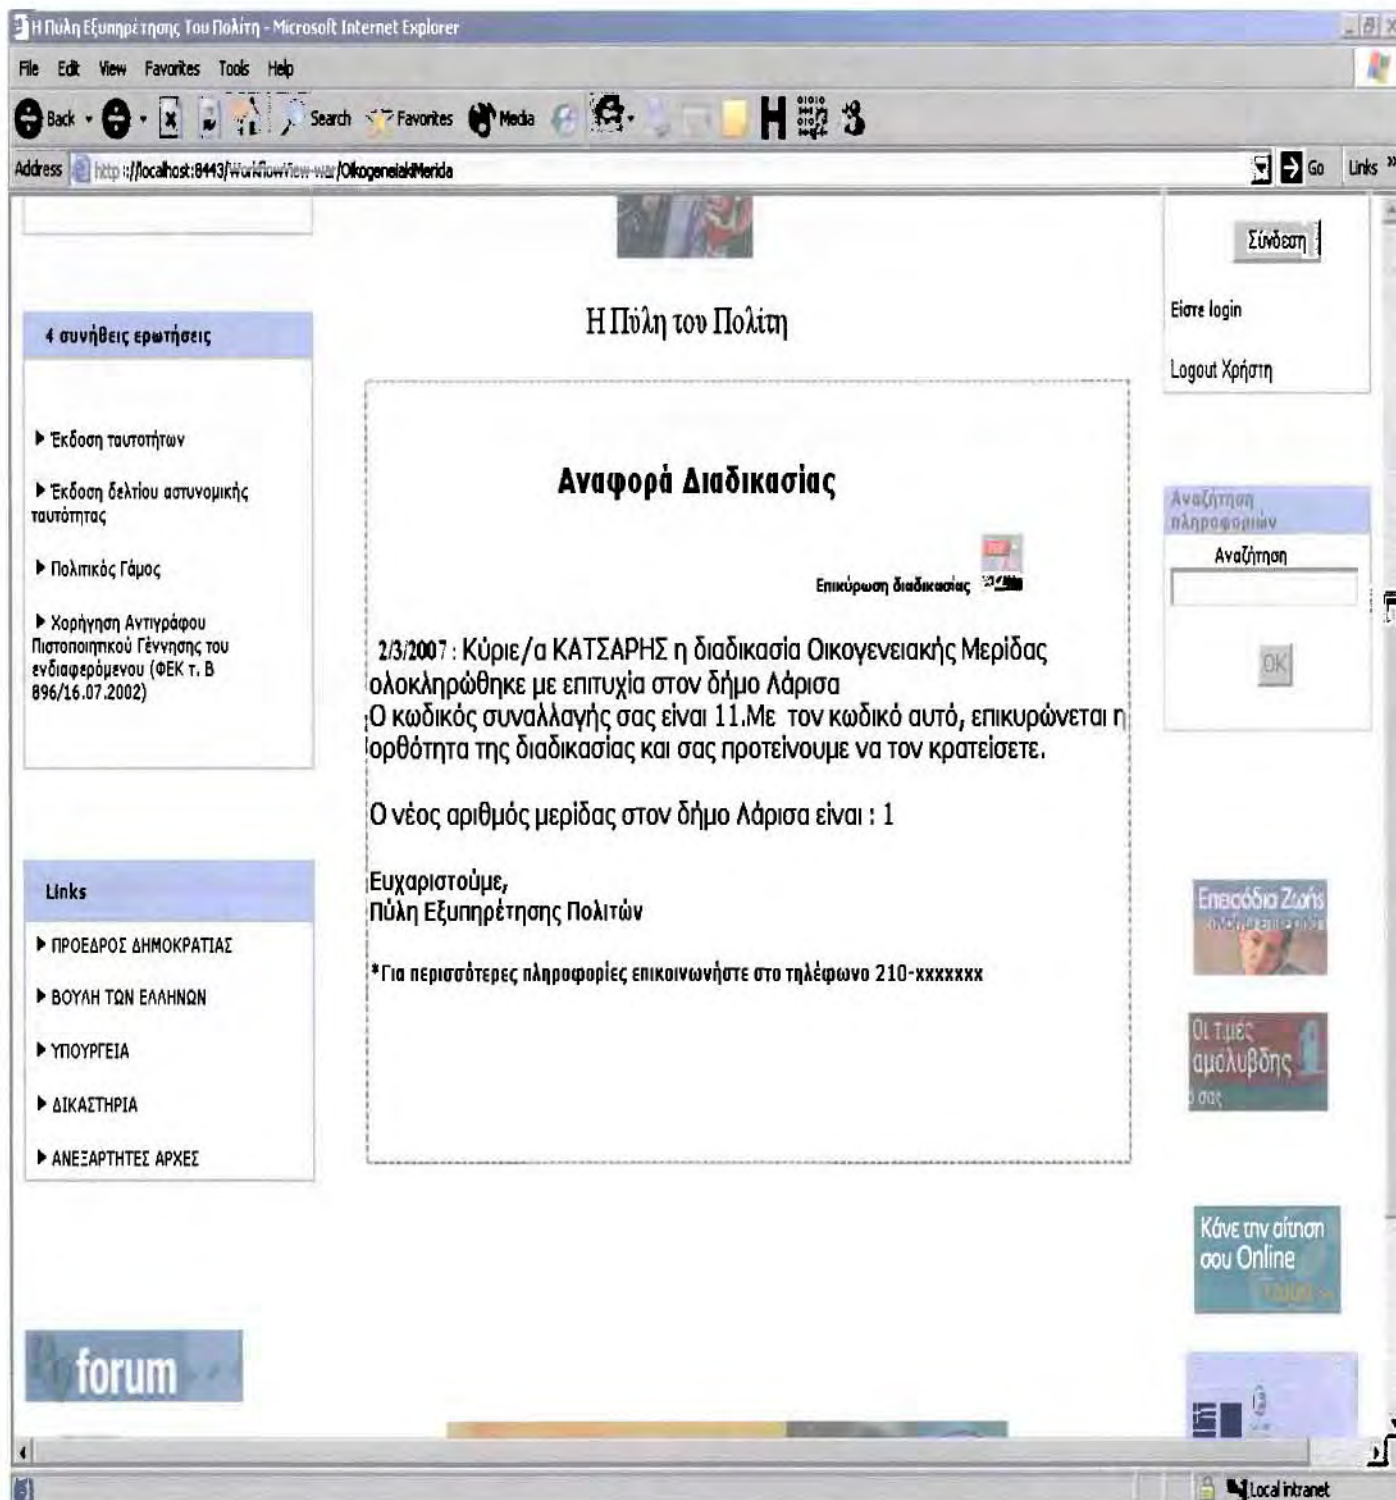 Η Πύλη Εξυπηρέτησης Του Πολίτη - Microsoft Internet Explorer
File Edit View Favorites Tools Help
Back Search Favorites Media
Address http ://localhost:8443/WorkflowView-war/OikogeneiakiMerida Go Links »
4 συνήθεις ερωτήσεις
Έκδοση ταυτοτήτων
Έκδοση δελτίου αστυνομικής
ταυτότητας
Πολιτικός Γάμος
Χορήγηση Αντιγράφου
Πιστοποιητικού Γέννησης του
ενδιαφερόμενου (ΦΕΚ τ. Β
896/16.07.2002)
Links
ΠΡΟΕΔΡΟΣ ΔΗΜΟΚΡΑΤΙΑΣ
ΒΟΥΛΗ ΤΩΝ ΕΛΛΗΝΩΝ
ΥΠΟΥΡΓΕΙΑ
ΔΙΚΑΣΤΗΡΙΑ
ΑΝΕΞΑΡΤΗΤΕΣ ΑΡΧΕΣ
forum
Η Πύλη του Πολίτη
Αναφορά Διαδικασίας
Επικύρωση διαδικασίας
2/3/2007 : Κύριε/α ΚΑΤΣΑΡΗΣ η διαδικασία Οικογενειακής Μερίδας
ολοκληρώθηκε με επιτυχία στον δήμο Λάρισα
Ο κωδικός συναλλαγής σας είναι 11.Με τον κωδικό αυτό, επικυρώνεται η
ορθότητα της διαδικασίας και σας προτείνουμε να τον κρατείσετε.
Ο νέος αριθμός μερίδας στον δήμο Λάρισα είναι : 1
Ευχαριστούμε,
Πύλη Εξυπηρέτησης Πολιτών
*Για περισσότερες πληροφορίες επικοινωνήστε στο τηλέφωνο 210-xxxxxxx
Σύνδεση
Είστε login
Logout Χρήστη
Αναζήτηση
πληροφοριών
Αναζήτηση
OK
Επεισόδια Ζωής
Οι τιμές
αμόλυβδης
σας
Κάνε την αίτηση
σου Online
Local intranet